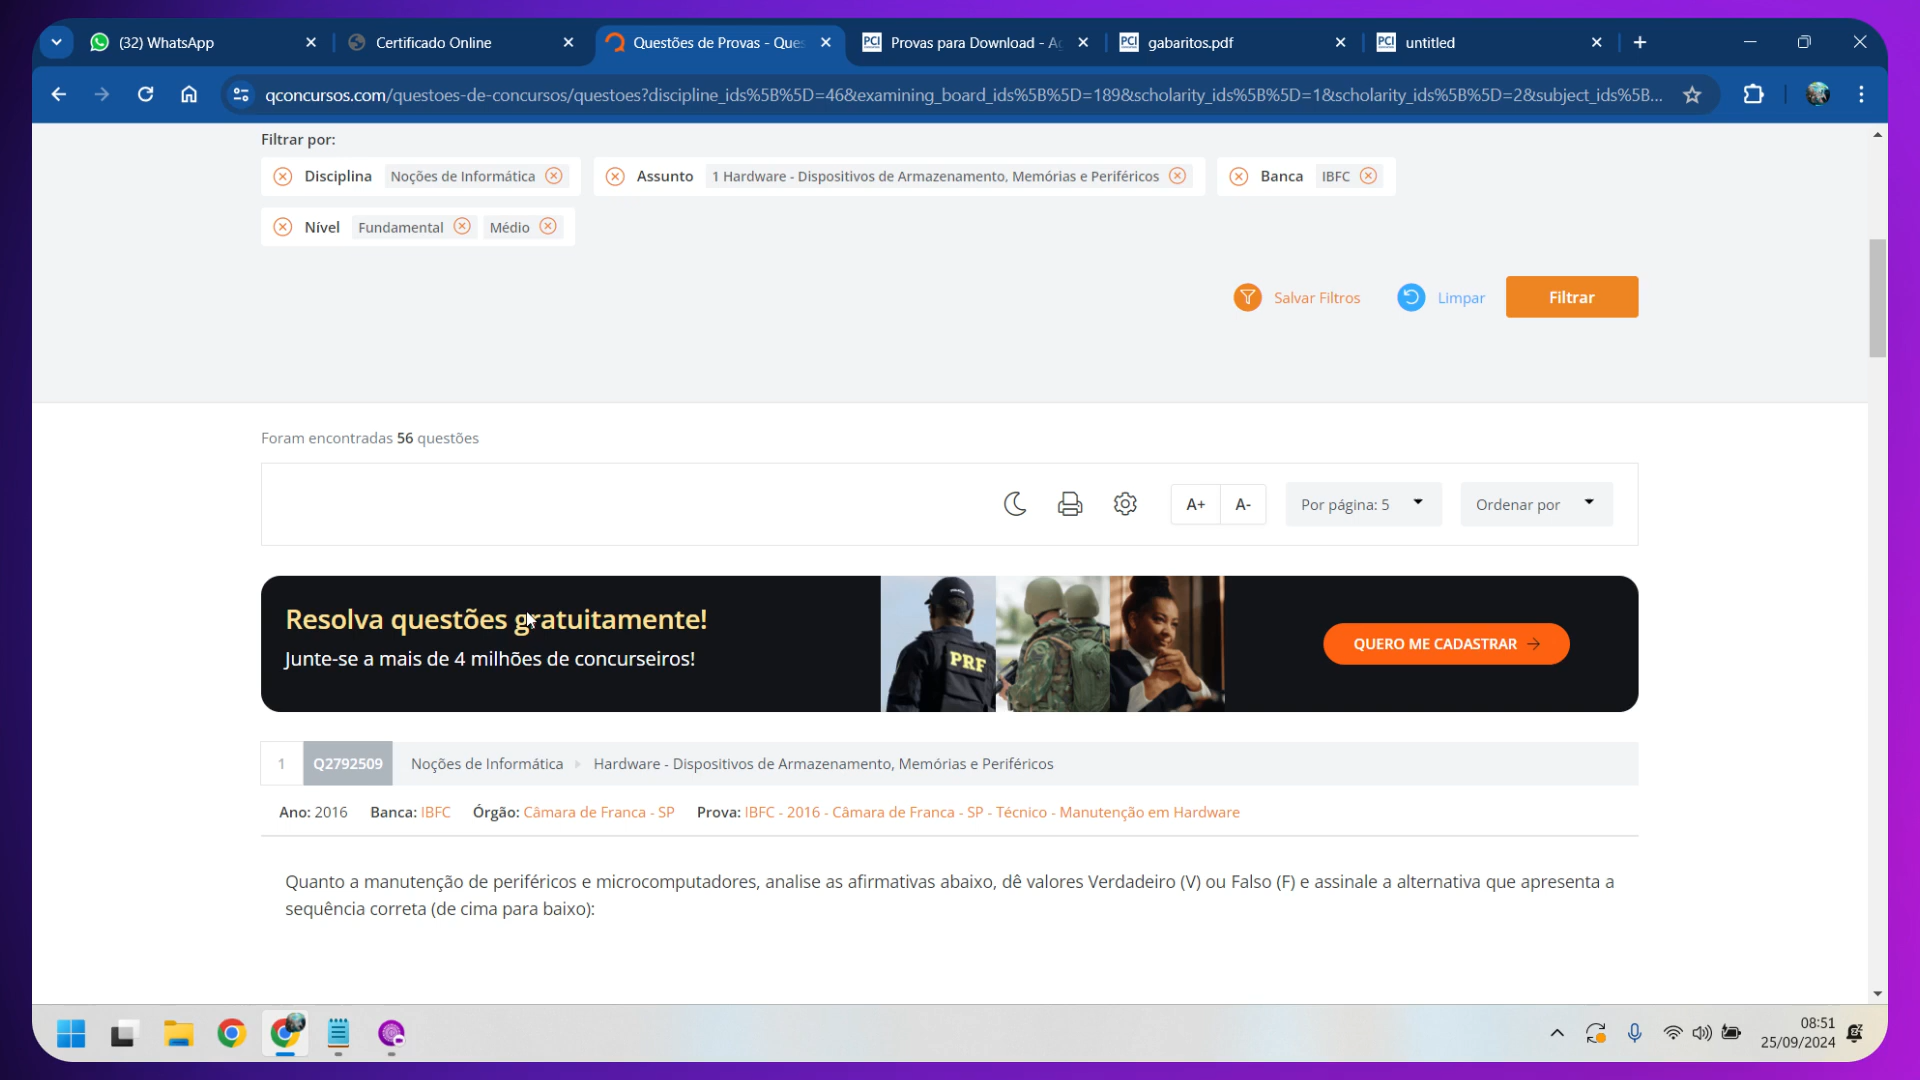 (32) WhatsApp
Certificado Online
Questões de Provas - Ques
Provas para Download - Ag
PCI gabaritos.pdf
PCI untitled
qconcursos.com/questoes-de-concursos/questoes?discipline_ids%5B%5D=46&examining_board_ids%5B%5D=189&scholarity_ids%5B%5D=1&scholarity_ids%5B%5D=2&subject_ids%5B...
Filtrar por:
Disciplina Noções de Informática Assunto 1 Hardware - Dispositivos de Armazenamento, Memórias e Periféricos Banca IBFC
Nível Fundamental Médio
Salvar Filtros Limpar Filtrar
Foram encontradas 56 questões
A+ A- Por página: 5 Ordenar por
Resolva questões gratuitamente!
Junte-se a mais de 4 milhões de concurseiros!
PRF
QUERO ME CADASTRAR →
1 Q2792509 Noções de Informática Hardware - Dispositivos de Armazenamento, Memórias e Periféricos
Ano: 2016 Banca: IBFC Órgão: Câmara de Franca - SP Prova: IBFC - 2016 - Câmara de Franca - SP - Técnico - Manutenção em Hardware
Quanto a manutenção de periféricos e microcomputadores, analise as afirmativas abaixo, dê valores Verdadeiro (V) ou Falso (F) e assinale a alternativa que apresenta a
sequência correta (de cima para baixo):
08:51
25/09/2024